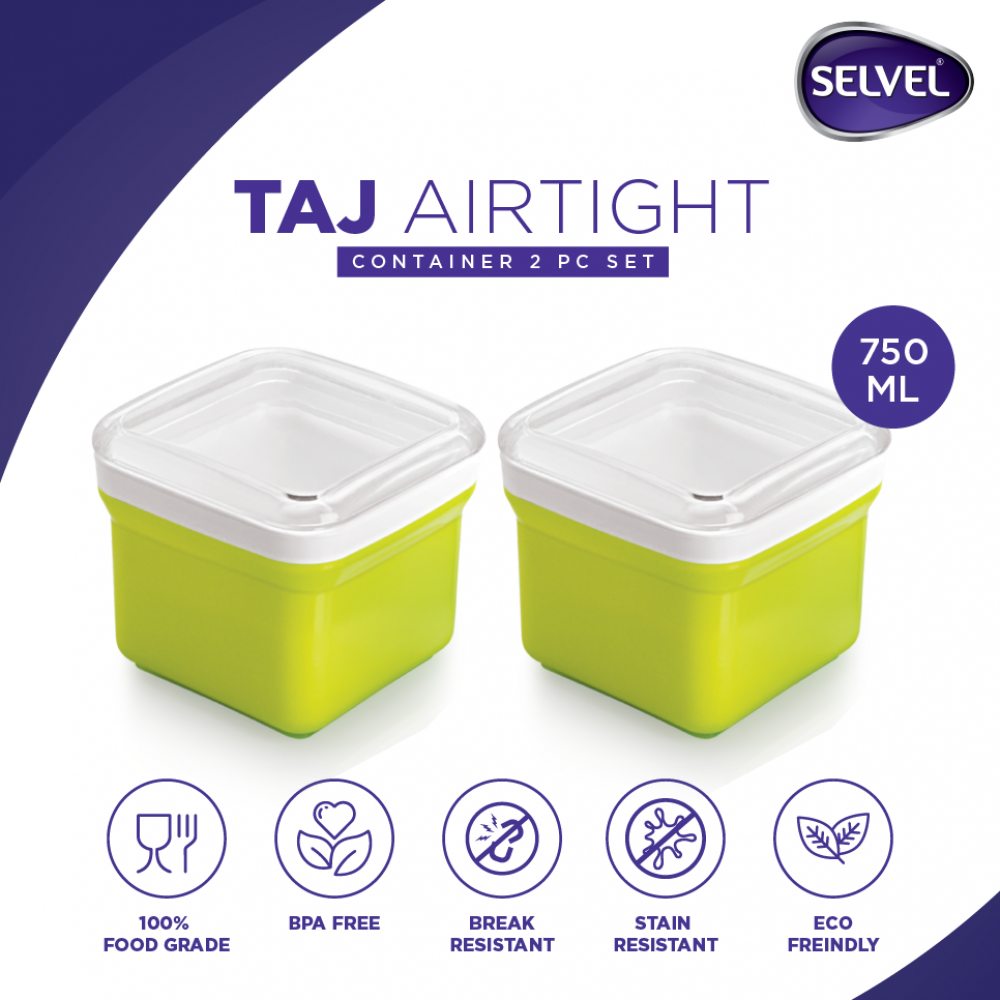 SELVEL®
TAJ AIRTIGHT
CONTAINER 2 PC SET
750
ML
100%
FOOD GRADE
BPA FREE
BREAK
RESISTANT
STAIN
RESISTANT
ECO
FREINDLY